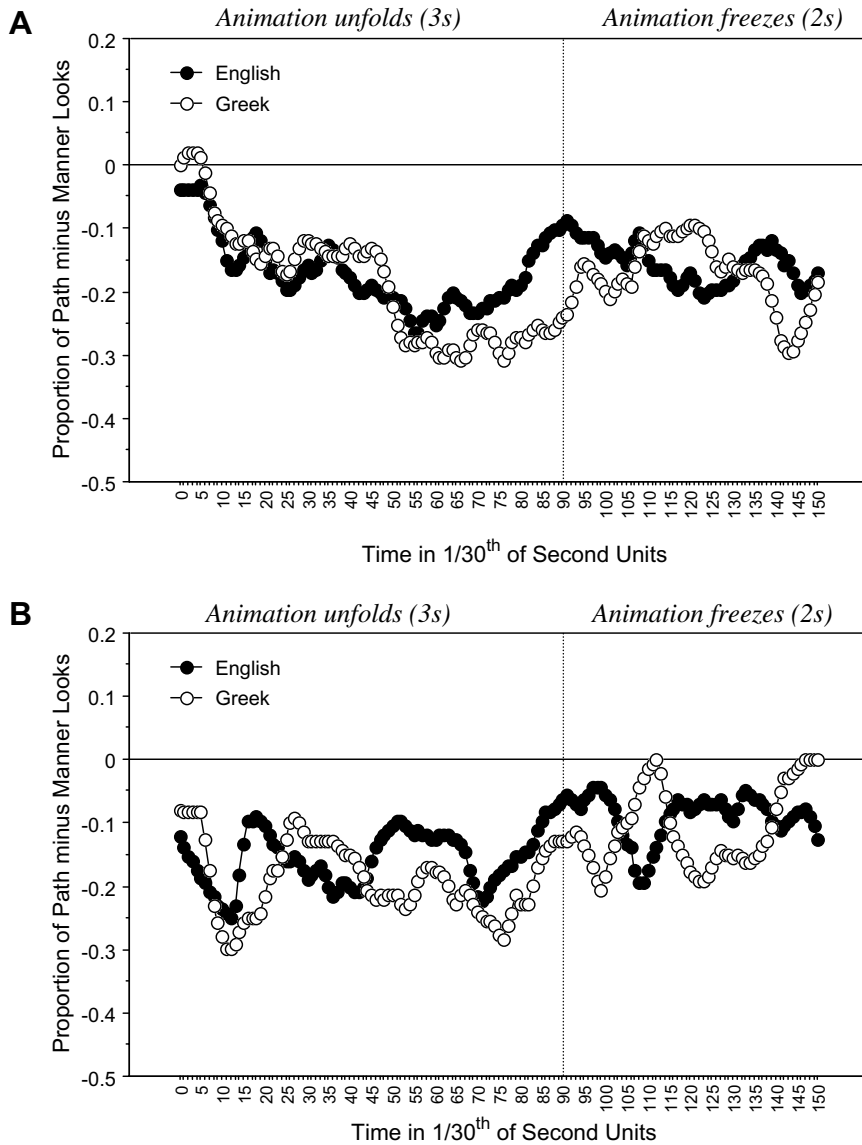 A
Animation unfolds (3s) Animation freezes (2s)
Proportion of Path minus Manner Looks
0.2
0.1
0
-0.1
-0.2
-0.3
-0.4
-0.5
English
Greek
0 5 10 15 20 25 30 35 40 45 50 55 60 65 70 75 80 85 90 95 100 105 110 115 120 125 130 135 140 145 150
Time in 1/30th of Second Units
B
Animation unfolds (3s) Animation freezes (2s)
Proportion of Path minus Manner Looks
0.2
0.1
0
-0.1
-0.2
-0.3
-0.4
-0.5
English
Greek
0 5 10 15 20 25 30 35 40 45 50 55 60 65 70 75 80 85 90 95 100 105 110 115 120 125 130 135 140 145 150
Time in 1/30th of Second Units